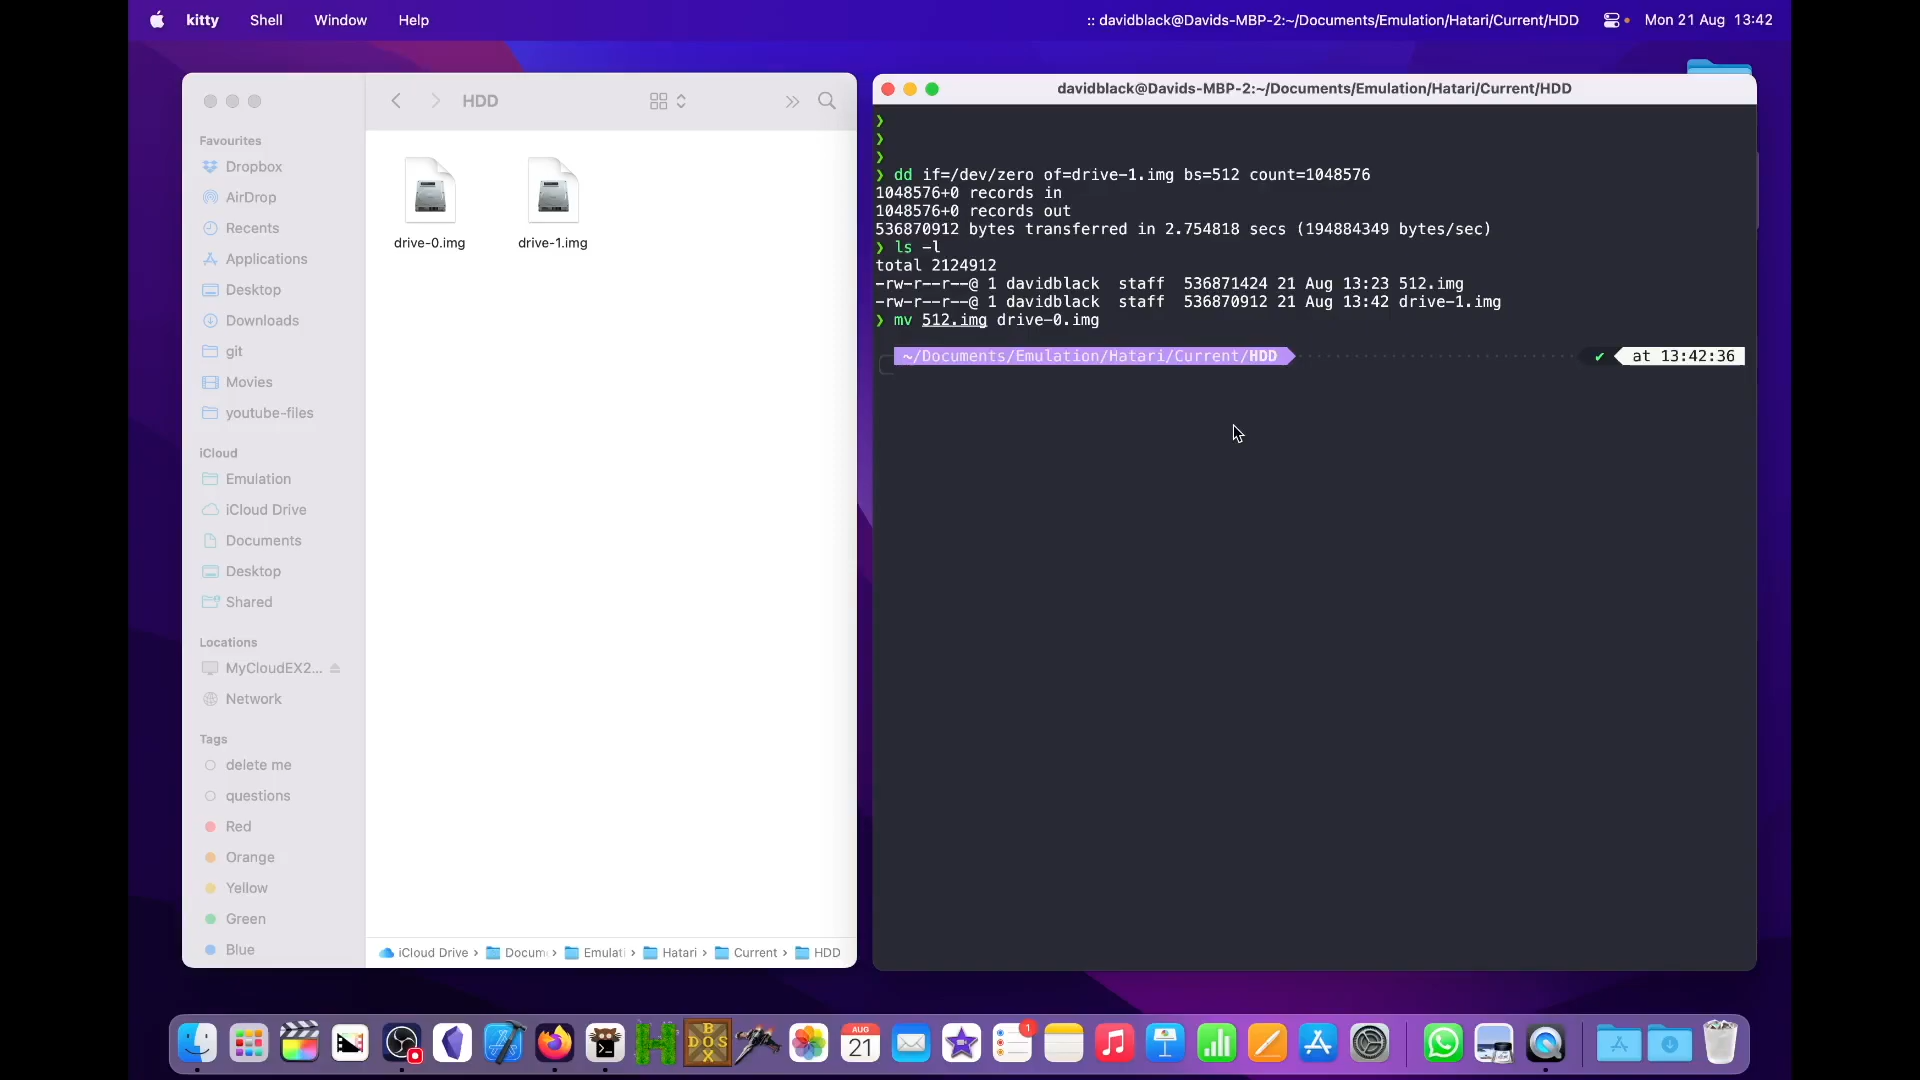 kitty Shell Window Help
:: davidblack@Davids-MBP-2:~/Documents/Emulation/Hatari/Current/HDD Mon 21 Aug 13:42
HDD
Favourites
Dropbox
AirDrop
Recents
Applications
Desktop
Downloads
git
Movies
youtube-files
iCloud
Emulation
iCloud Drive
Documents
Desktop
Shared
Locations
MyCloudEX2...
Network
Tags
delete me
questions
Red
Orange
Yellow
Green
Blue
drive-0.img drive-1.img
iCloud Drive › Docum › Emulati › Hatari › Current › HDD
davidblack@Davids-MBP-2:~/Documents/Emulation/Hatari/Current/HDD
❯
❯
❯
❯ dd if=/dev/zero of=drive-1.img bs=512 count=1048576
1048576+0 records in
1048576+0 records out
536870912 bytes transferred in 2.754818 secs (194884349 bytes/sec)
❯ ls -l
total 2124912
-rw-r--r--@ 1 davidblack  staff  536871424 21 Aug 13:23 512.img
-rw-r--r--@ 1 davidblack  staff  536870912 21 Aug 13:42 drive-1.img
❯ mv 512.img drive-0.img
~/Documents/Emulation/Hatari/Current/HDD ✔ at 13:42:36
BOX
DOS
AUG
21
1